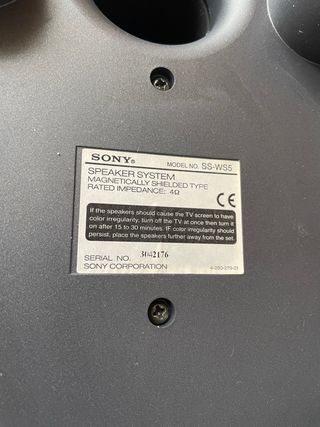 SONY® MODEL NO. SS-WS5
SPEAKER SYSTEM
MAGNETICALLY SHIELDED TYPE
RATED IMPEDANCE: 4Ω
CE
If the speakers should cause the TV screen to have
color irregularity, turn off the TV at once then turn it
on after 15 to 30 minutes. IF color irregularity should
persist, place the speakers further away from the set.
SERIAL NO. 3042176
SONY CORPORATION